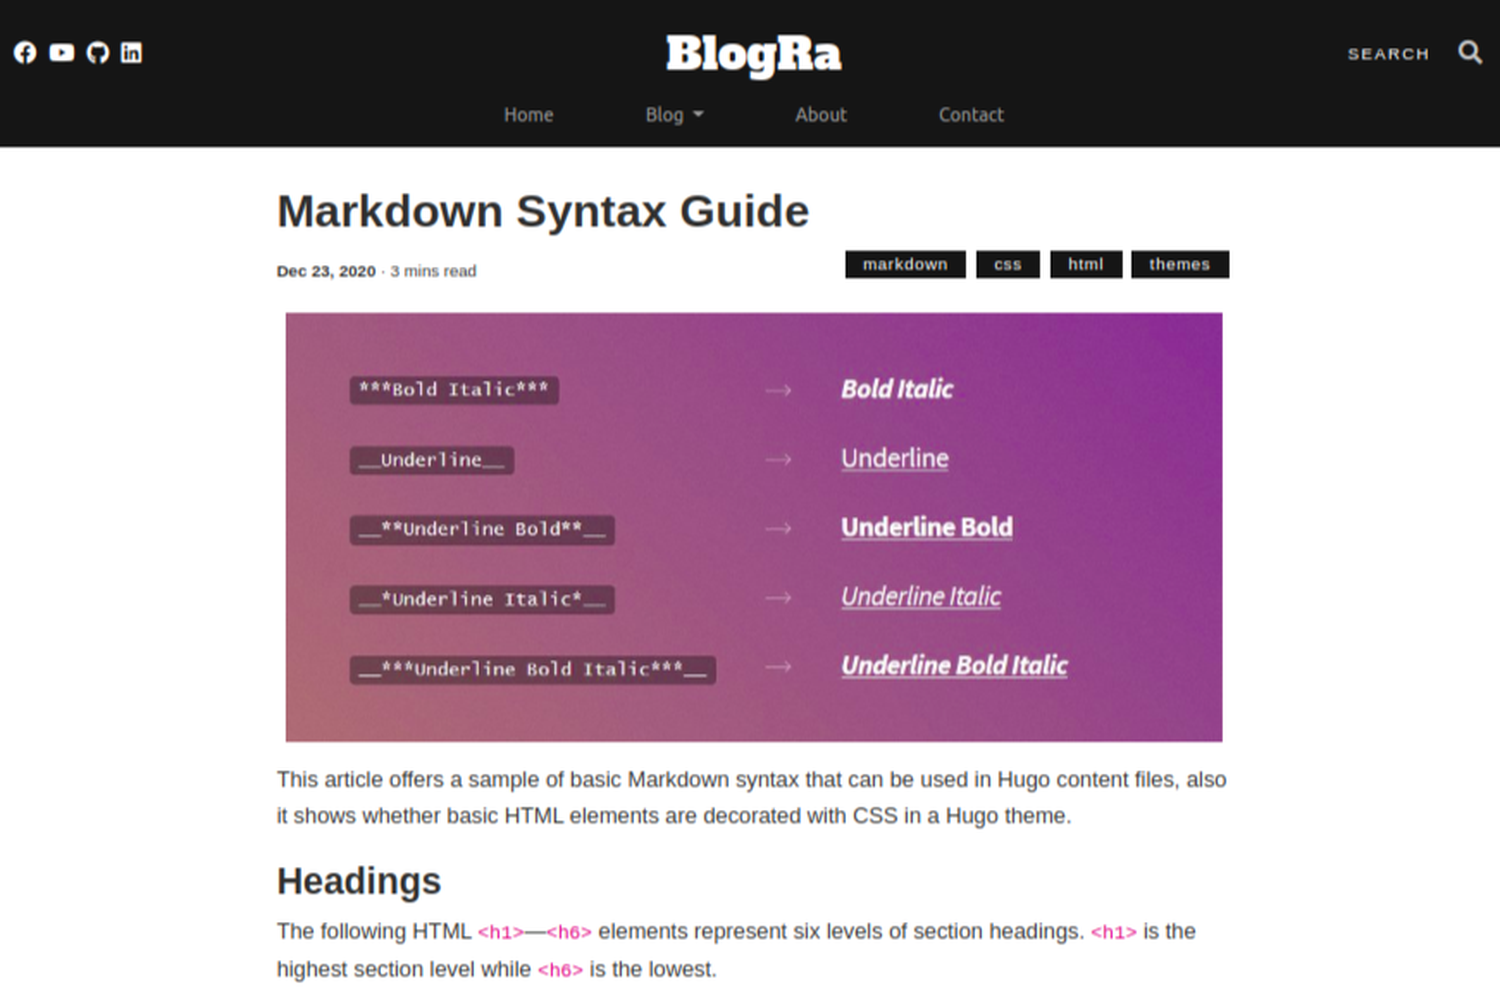 BlogRa
SEARCH
Home Blog About Contact
Markdown Syntax Guide
Dec 23, 2020 · 3 mins read
markdown css html themes
***Bold Italic*** → Bold Italic
__Underline__ → Underline
__**Underline Bold**__ → Underline Bold
__*Underline Italic*__ → Underline Italic
__***Underline Bold Italic***__ → Underline Bold Italic
This article offers a sample of basic Markdown syntax that can be used in Hugo content files, also
it shows whether basic HTML elements are decorated with CSS in a Hugo theme.
Headings
The following HTML <h1>—<h6> elements represent six levels of section headings. <h1> is the
highest section level while <h6> is the lowest.